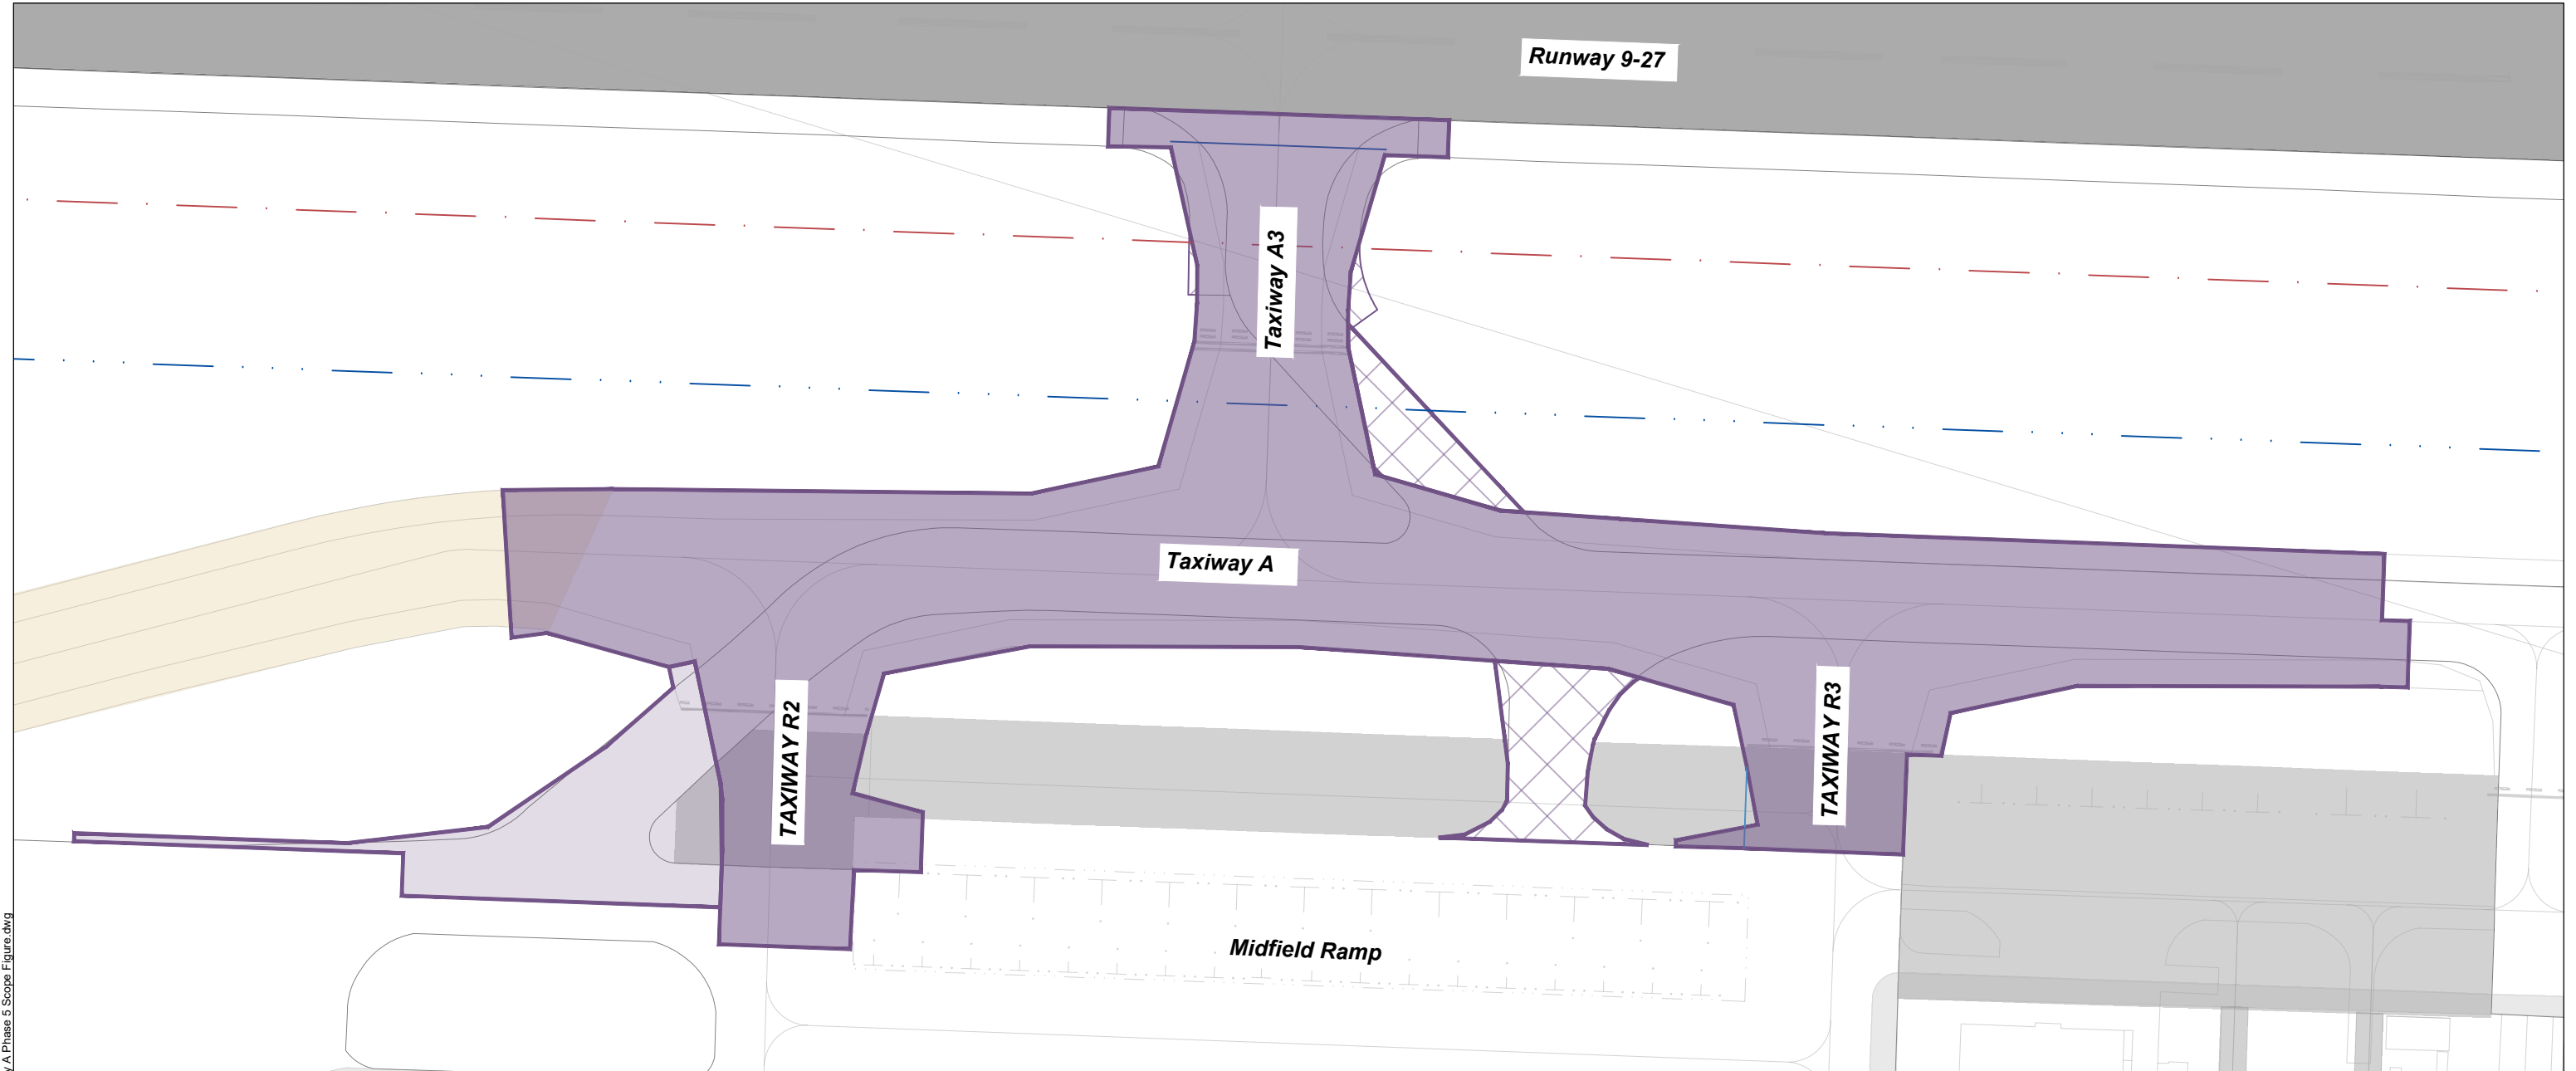 Runway 9-27
Taxiway A3
Taxiway A
TAXIWAY R2
TAXIWAY R3
Midfield Ramp
A Phase 5 Scope Figure.dwg